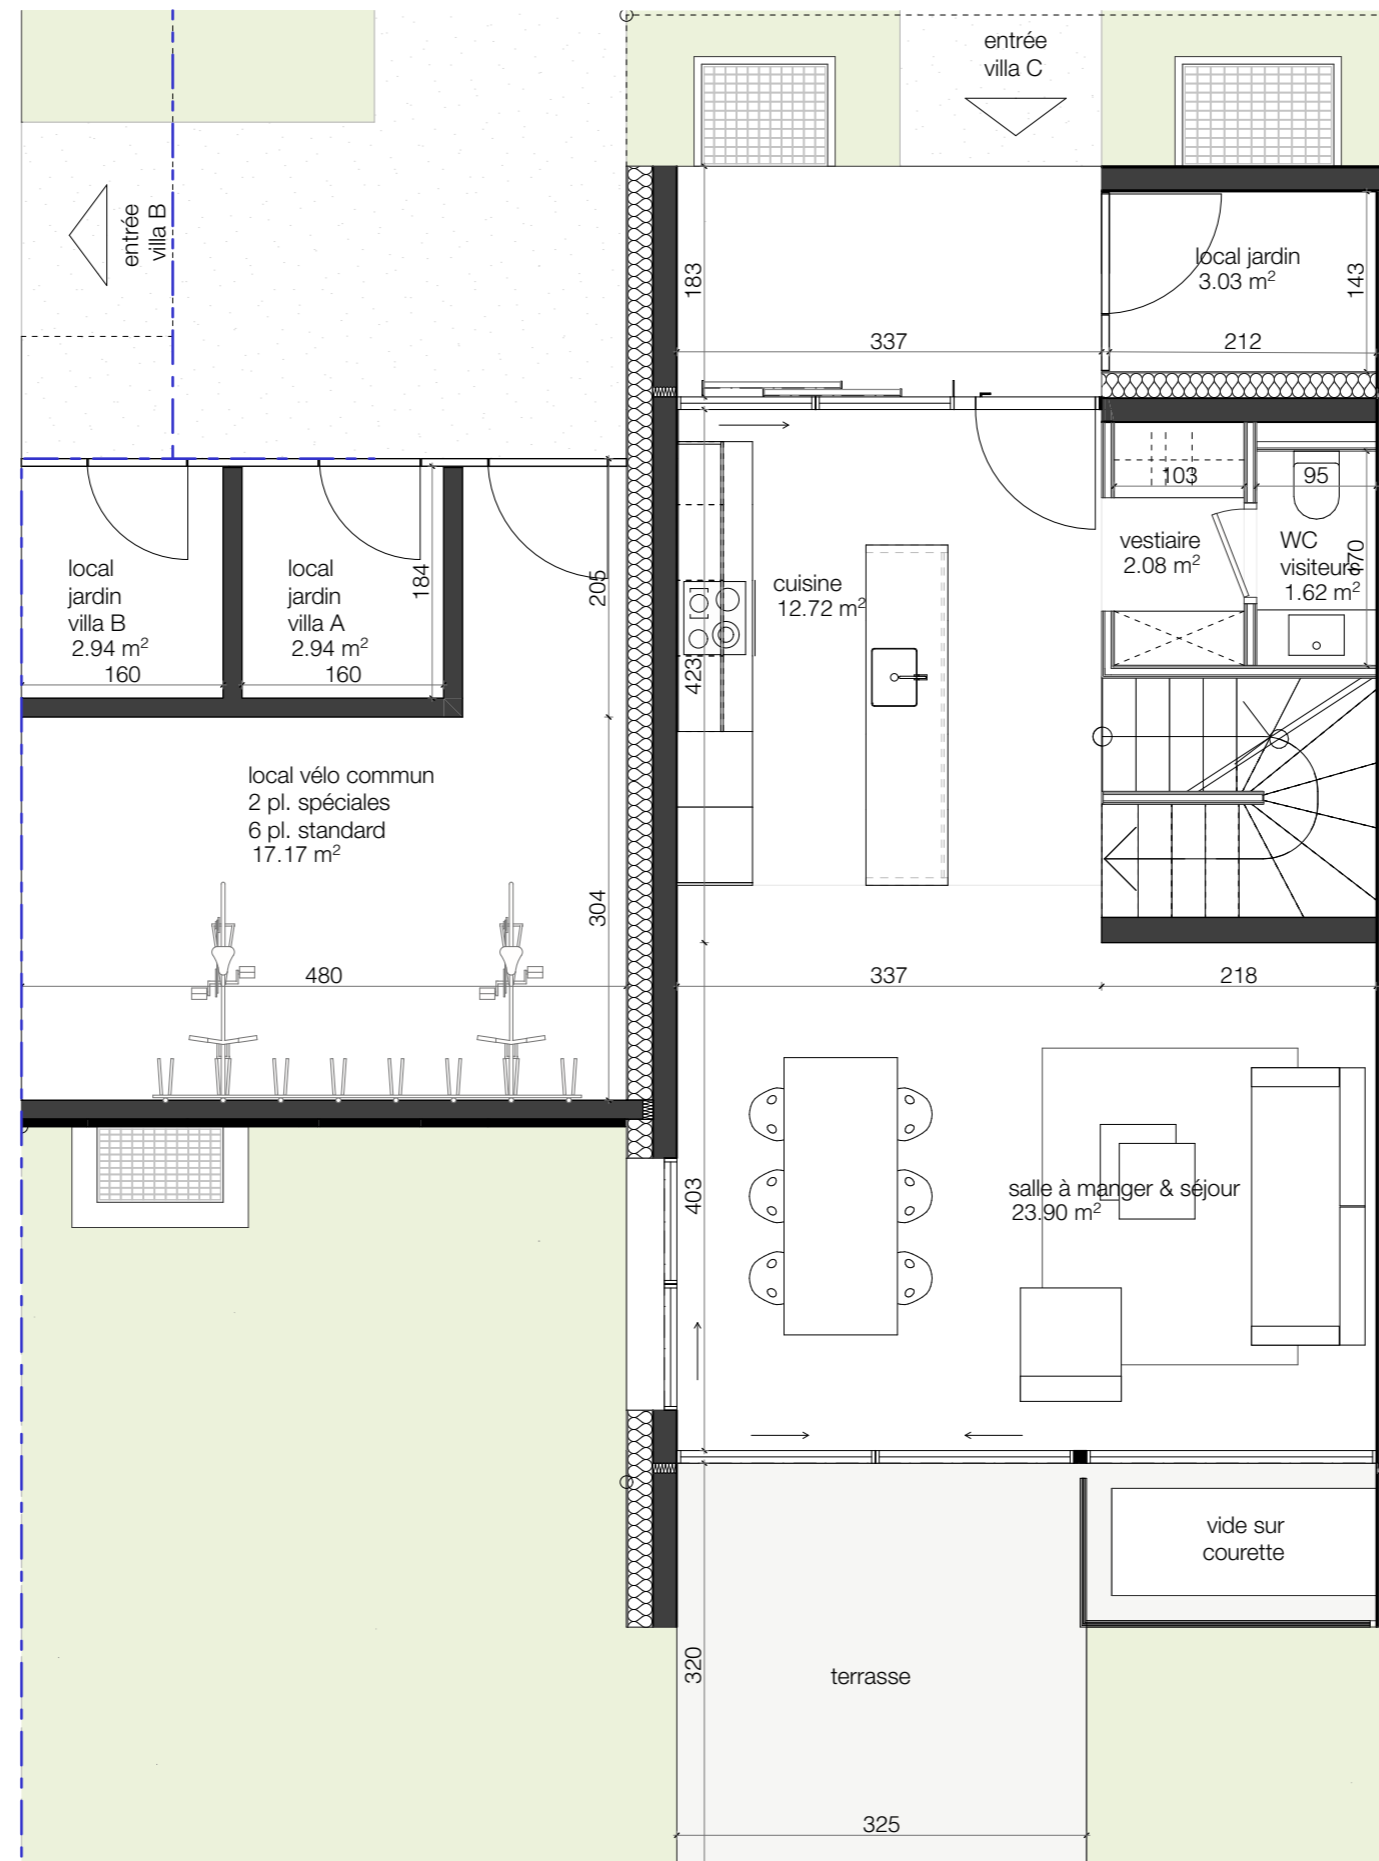 entrée
villa C
entrée
villa B
local jardin
3.03 m²
183
143
337
212
103
95
vestiaire
2.08 m²
WC
visiteurs
1.62 m²
170
local
jardin
villa B
2.94 m²
160
local
jardin
villa A
2.94 m²
160
184
205
cuisine
12.72 m²
423
local vélo commun
2 pl. spéciales
6 pl. standard
17.17 m²
304
480
337
218
403
salle à manger & séjour
23.90 m²
vide sur
courette
320
terrasse
325